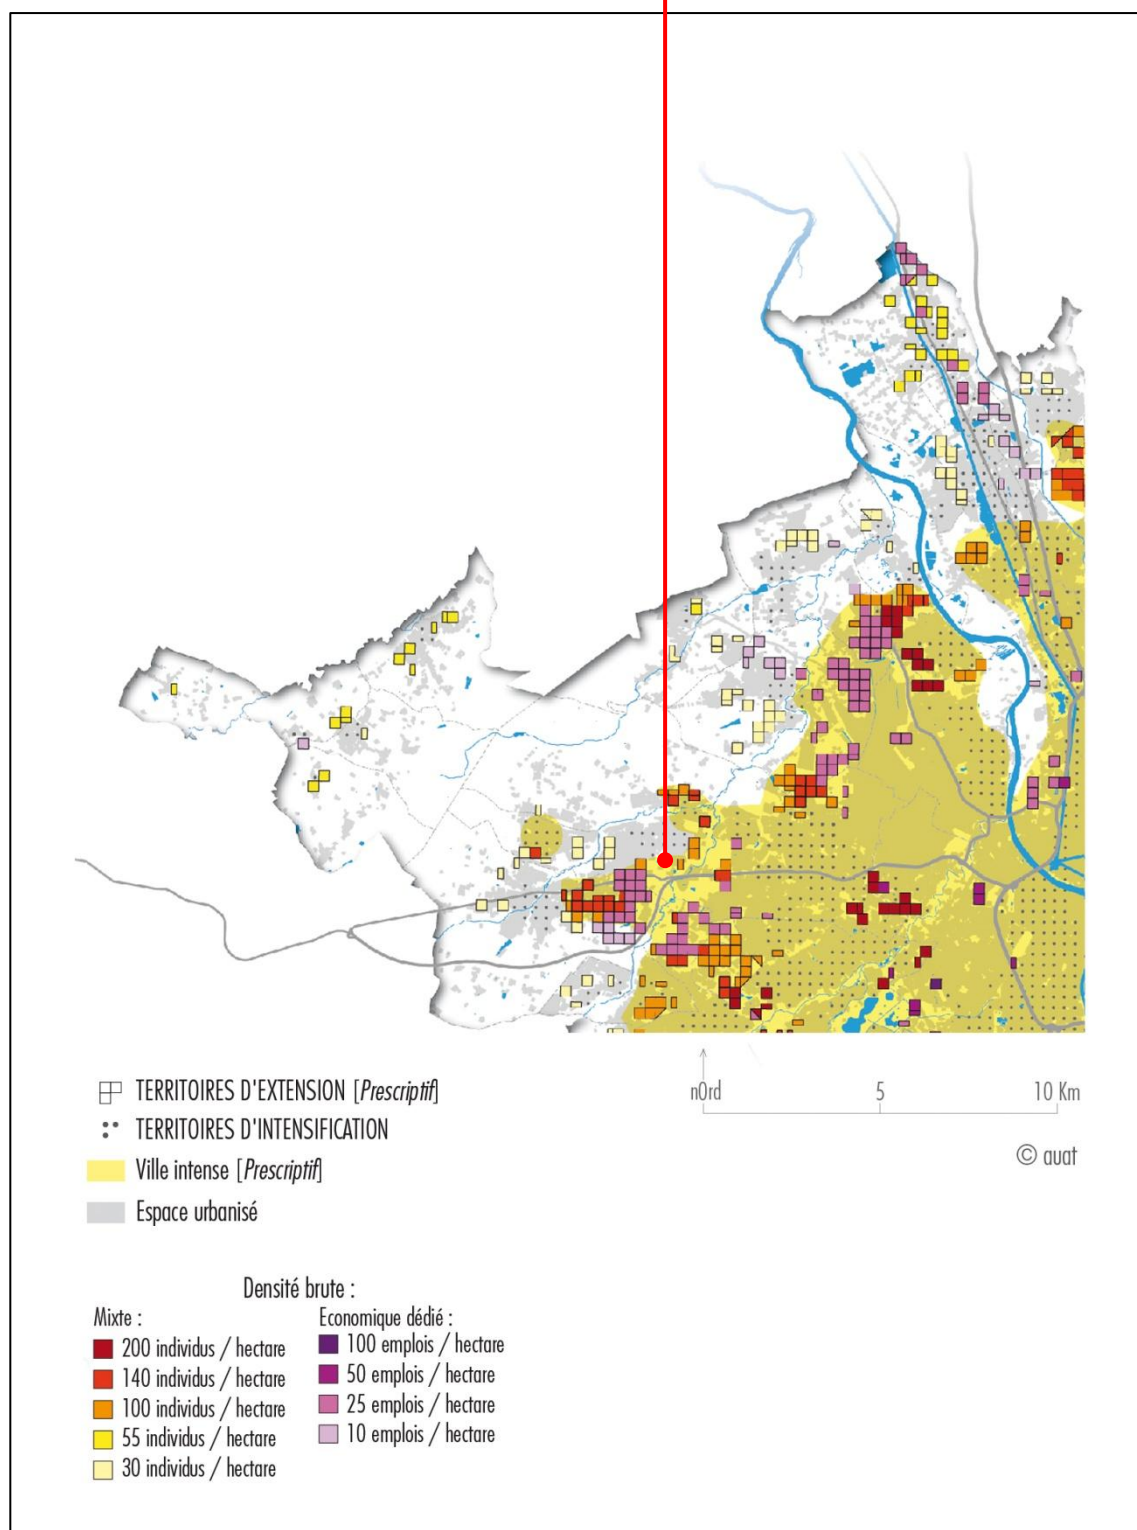 TERRITOIRES D'EXTENSION [Prescriptif]
TERRITOIRES D'INTENSIFICATION
Ville intense [Prescriptif]
Espace urbanisé
nOrd 5 10 Km
© auat
Densité brute :
Mixte :
200 individus / hectare
140 individus / hectare
100 individus / hectare
55 individus / hectare
30 individus / hectare
Economique dédié :
100 emplois / hectare
50 emplois / hectare
25 emplois / hectare
10 emplois / hectare